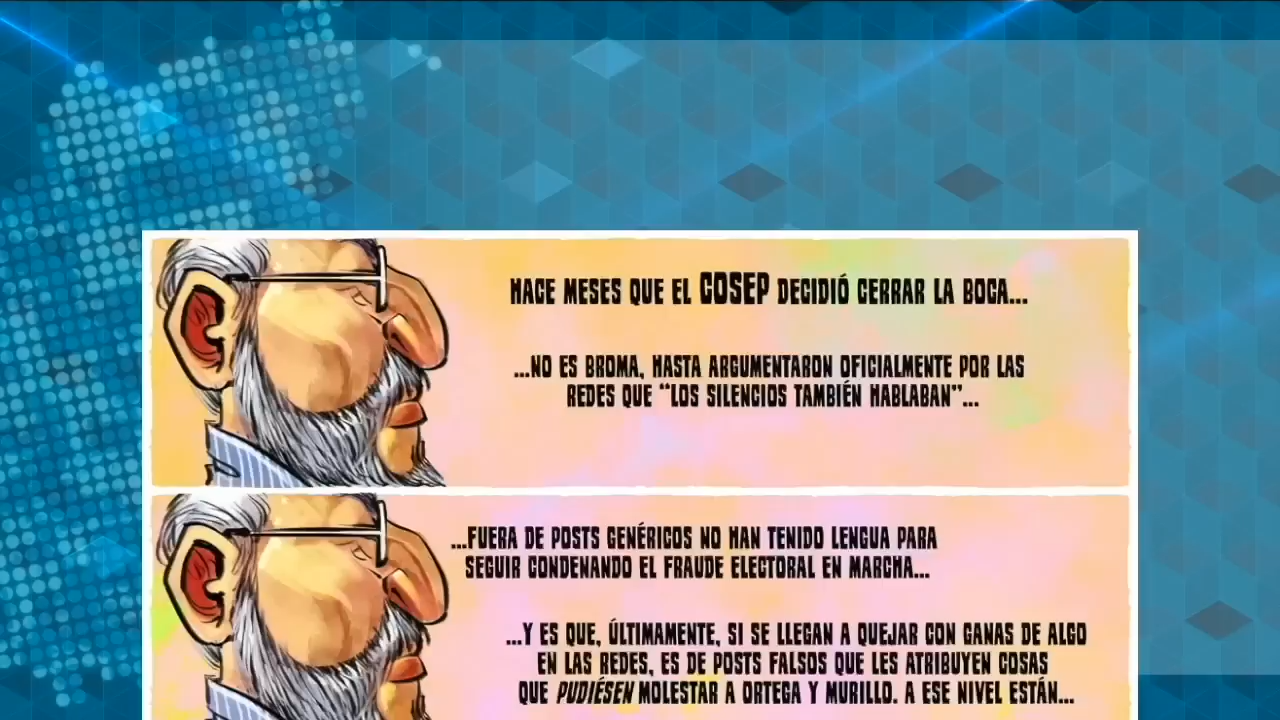 HACE MESES QUE EL COSEP DECIDIÓ CERRAR LA BOCA...
...NO ES BROMA, HASTA ARGUMENTARON OFICIALMENTE POR LAS
REDES QUE “LOS SILENCIOS TAMBIÉN HABLABAN”...
...FUERA DE POSTS GENÉRICOS NO HAN TENIDO LENGUA PARA
SEGUIR CONDENANDO EL FRAUDE ELECTORAL EN MARCHA...
...Y ES QUE, ÚLTIMAMENTE, SI SE LLEGAN A QUEJAR CON GANAS DE ALGO
EN LAS REDES, ES DE POSTS FALSOS QUE LES ATRIBUYEN COSAS
QUE PUDIÉSEN MOLESTAR A ORTEGA Y MURILLO. A ESE NIVEL ESTÁN...